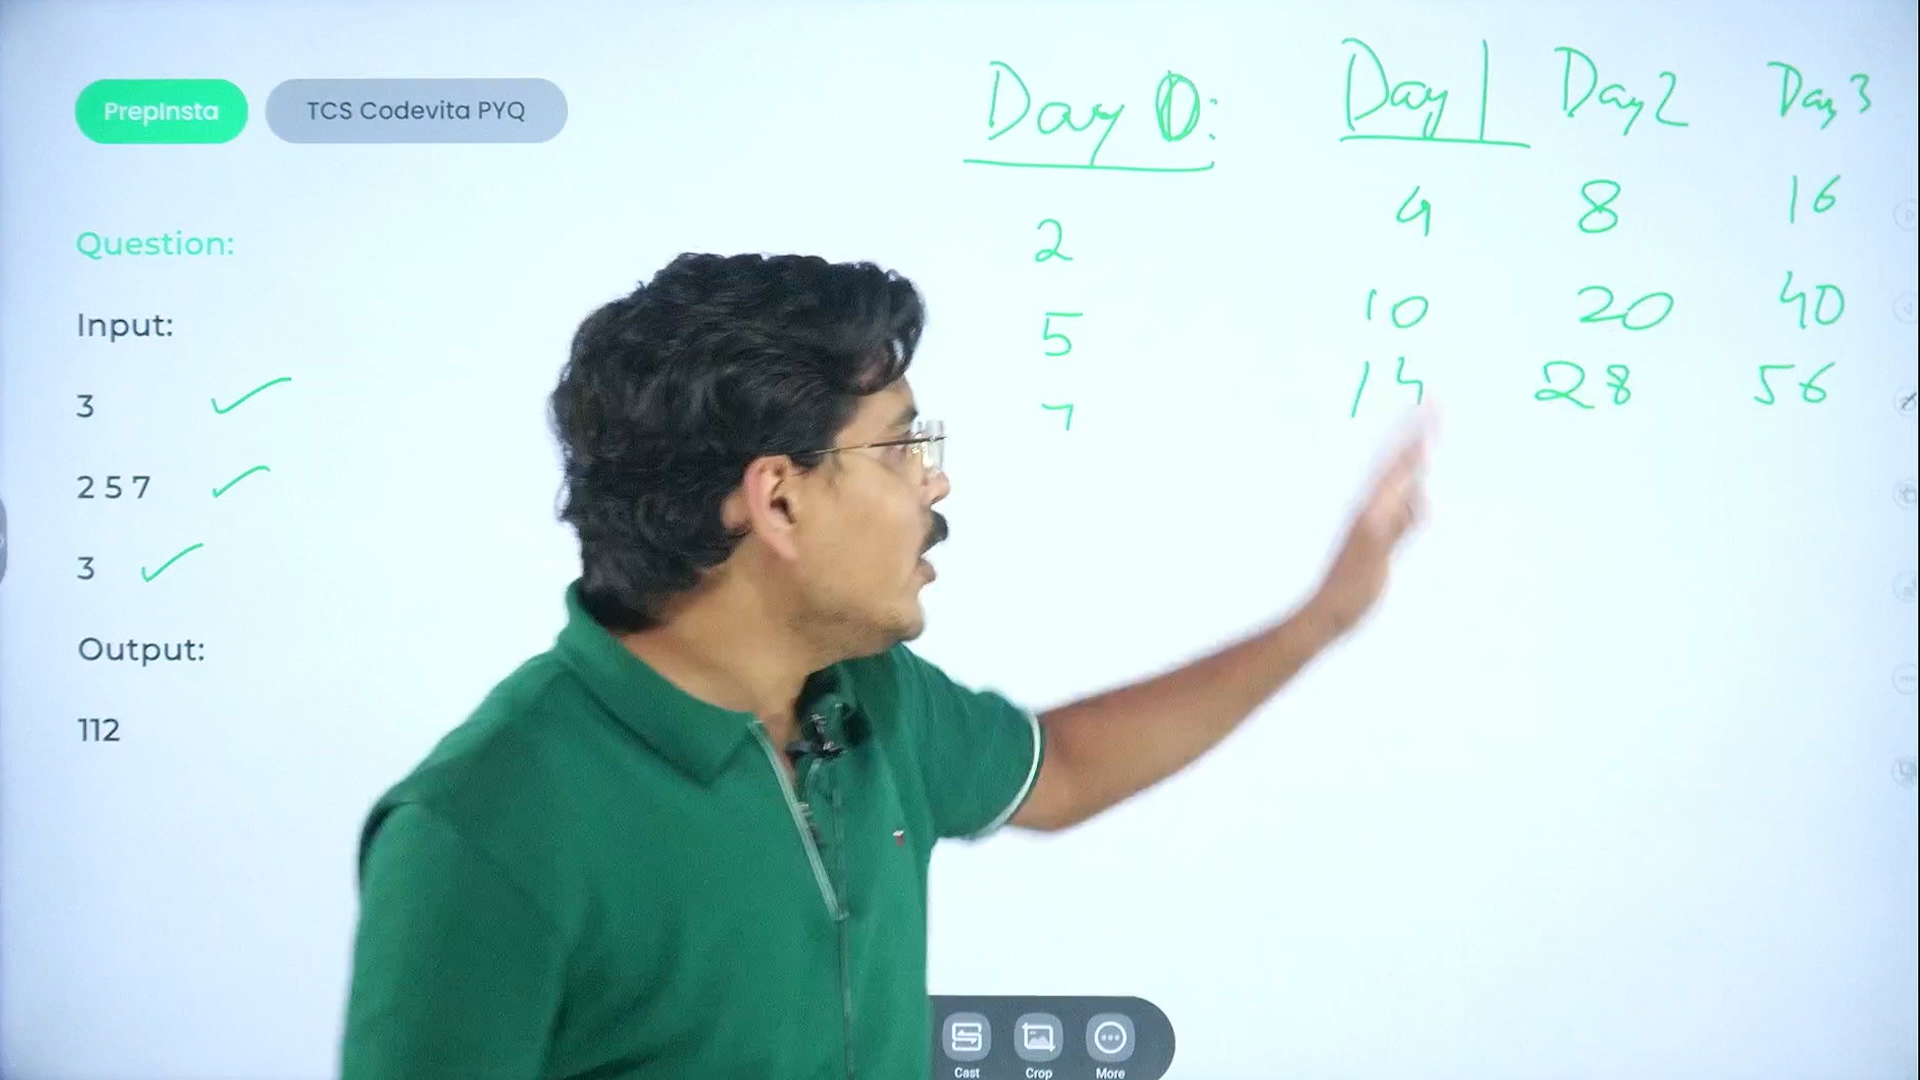 PrepInsta TCS Codevita PYQ
Question:
Input:
3
2 5 7
3
Output:
112
Day 0: Day 1 Day 2 Day 3
2 4 8 16
5 10 20 40
7 14 28 56
Cast Crop More